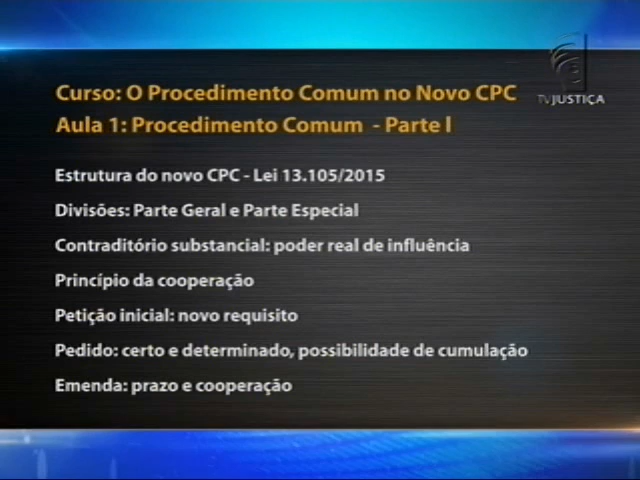 Curso: O Procedimento Comum no Novo CPC
Aula 1: Procedimento Comum - Parte I
TVJUSTIÇA
Estrutura do novo CPC - Lei 13.105/2015
Divisões: Parte Geral e Parte Especial
Contraditório substancial: poder real de influência
Princípio da cooperação
Petição inicial: novo requisito
Pedido: certo e determinado, possibilidade de cumulação
Emenda: prazo e cooperação